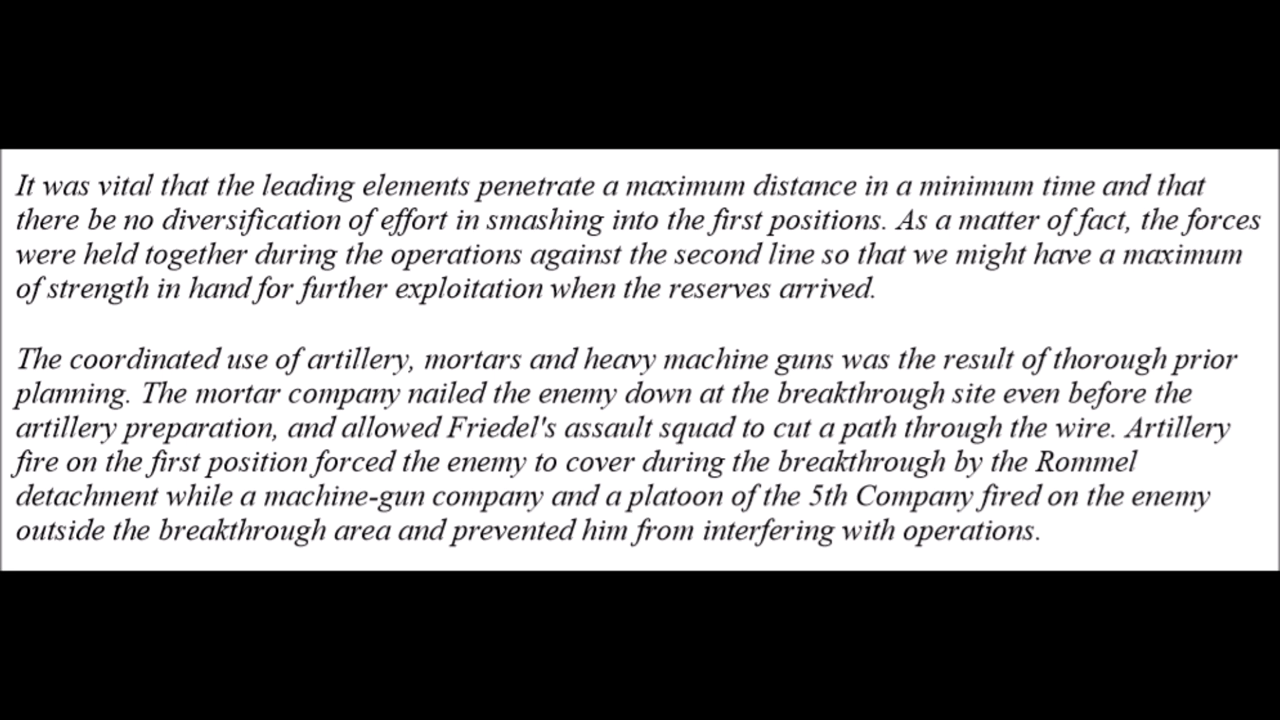 It was vital that the leading elements penetrate a maximum distance in a minimum time and that
there be no diversification of effort in smashing into the first positions. As a matter of fact, the forces
were held together during the operations against the second line so that we might have a maximum
of strength in hand for further exploitation when the reserves arrived.
The coordinated use of artillery, mortars and heavy machine guns was the result of thorough prior
planning. The mortar company nailed the enemy down at the breakthrough site even before the
artillery preparation, and allowed Friedel's assault squad to cut a path through the wire. Artillery
fire on the first position forced the enemy to cover during the breakthrough by the Rommel
detachment while a machine-gun company and a platoon of the 5th Company fired on the enemy
outside the breakthrough area and prevented him from interfering with operations.